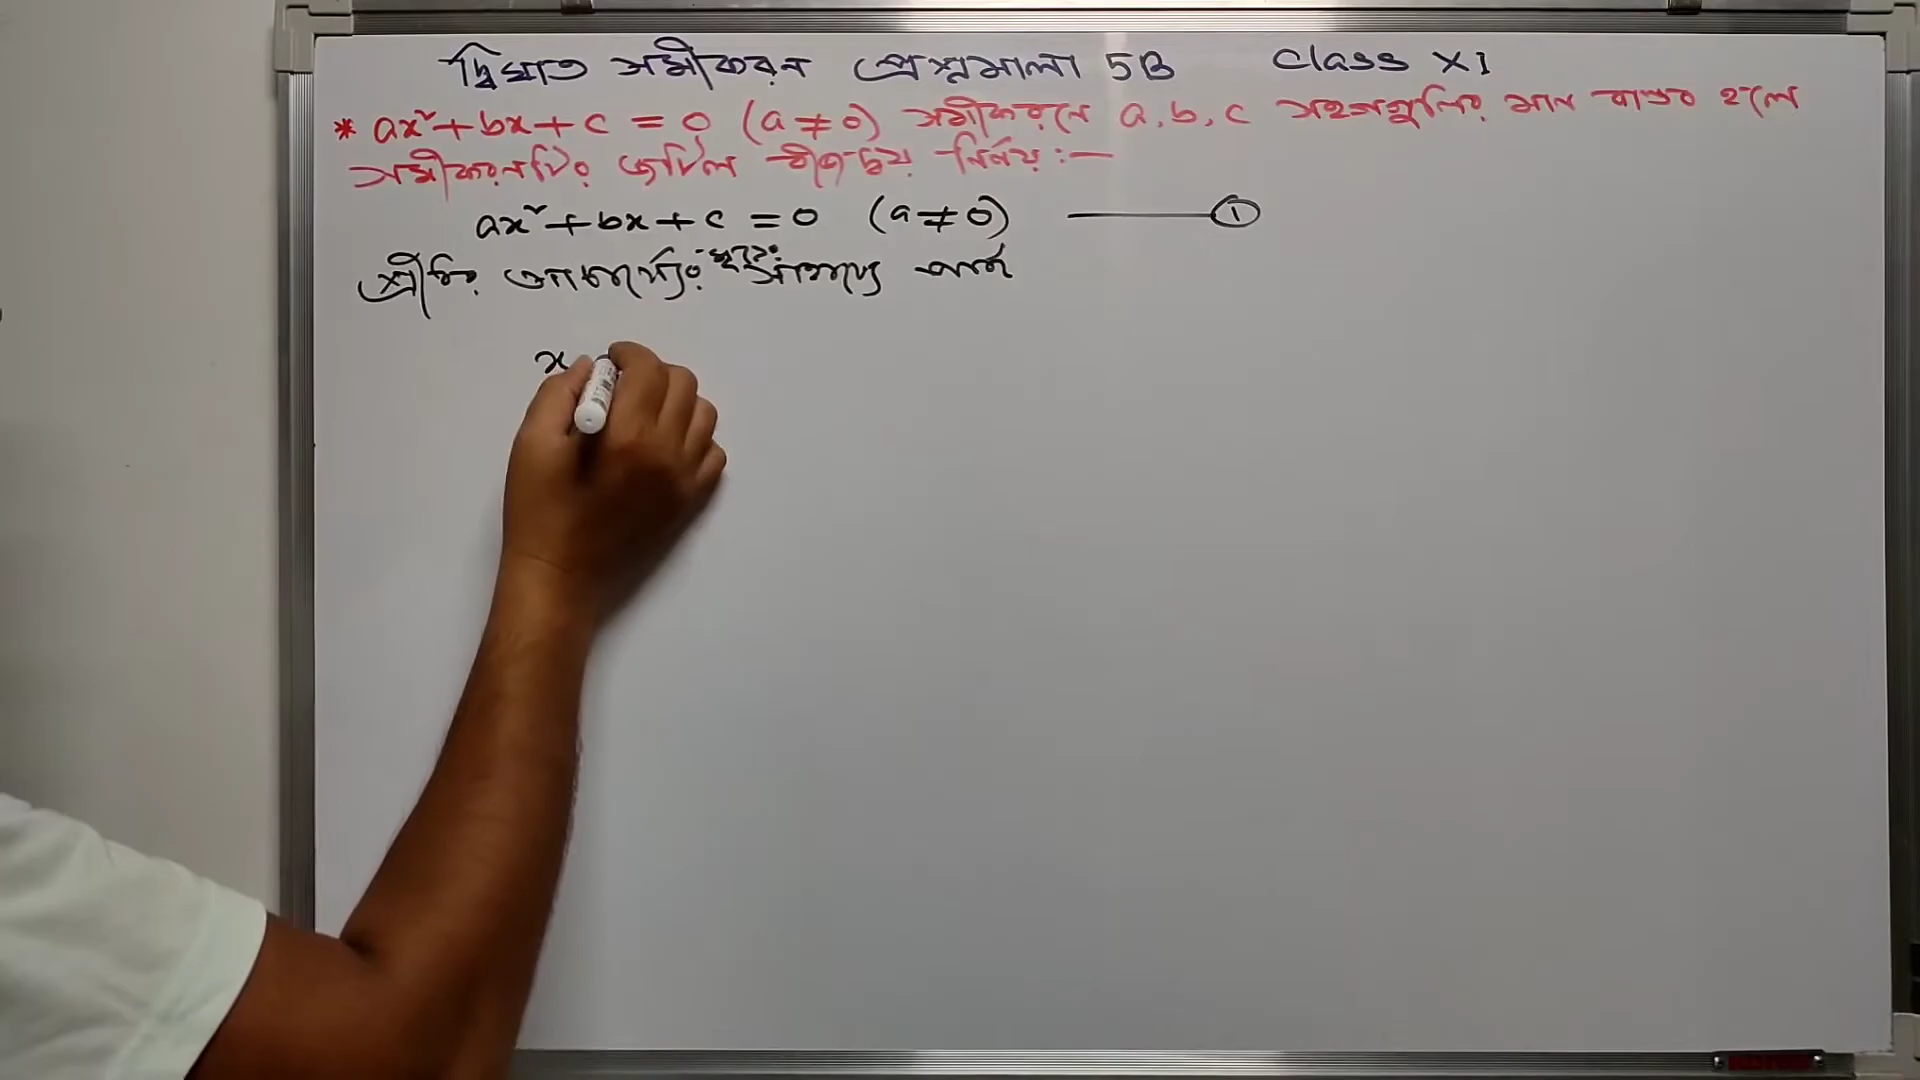 দ্বিঘাত সমীকরণ প্রশ্নমালা 5B Class XI
* ax²+bx+c = 0 (a≠0) সমীকরণে a, b, c সহগগুলির মান বাস্তব হলে
সমীকরণটির জটিল বীজদ্বয় নির্ণয় :—
ax²+bx+c = 0 (a≠0) ——— ①
শ্রীধর আচার্য্যের সূত্রের সাহায্যে পাই
x